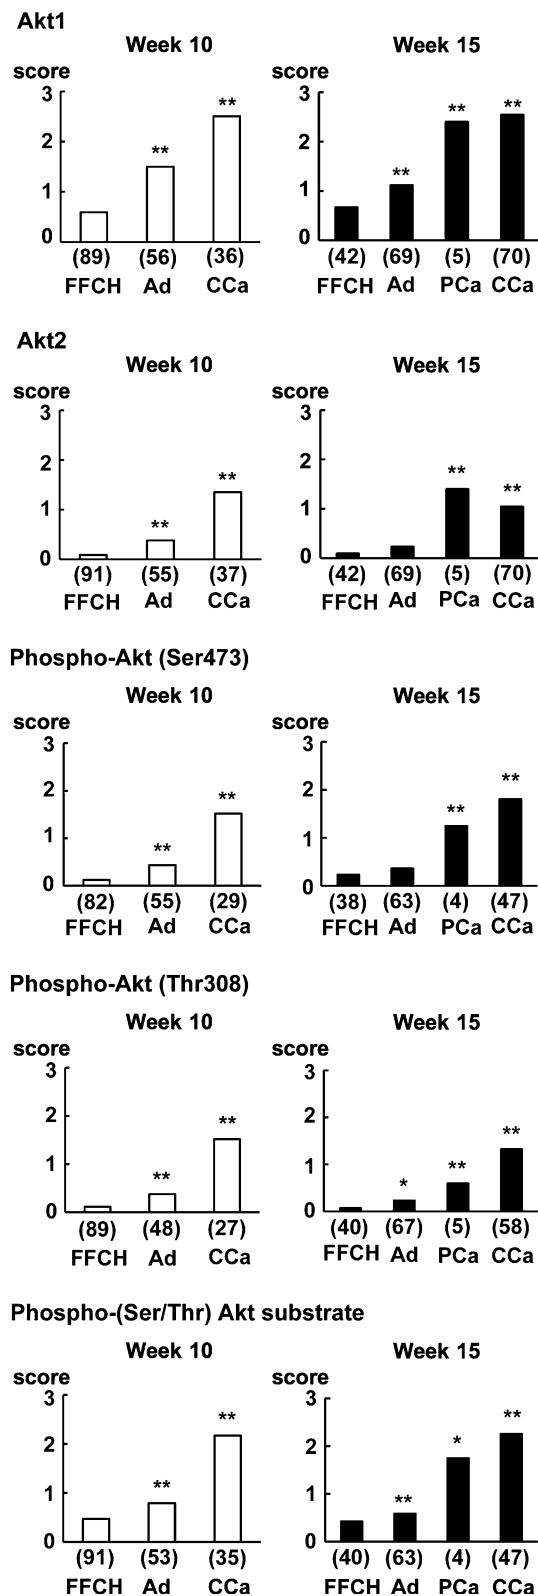 Akt1
Week 10
Week 15
score
3
2
1
0
**
**
(89) (56) (36)
FFCH Ad CCa
3
2
1
0
**
**
**
(42) (69) (5) (70)
FFCH Ad PCa CCa
Akt2
Week 10
Week 15
score
3
2
1
0
**
**
(91) (55) (37)
FFCH Ad CCa
score
3
2
1
0
**
**
(42) (69) (5) (70)
FFCH Ad PCa CCa
Phospho-Akt (Ser473)
Week 10
Week 15
score
3
2
1
0
**
**
(82) (55) (29)
FFCH Ad CCa
score
3
2
1
0
**
**
(38) (63) (4) (47)
FFCH Ad PCa CCa
Phospho-Akt (Thr308)
Week 10
Week 15
score
3
2
1
0
**
**
(89) (48) (27)
FFCH Ad CCa
score
3
2
1
0
*
**
**
(40) (67) (5) (58)
FFCH Ad PCa CCa
Phospho-(Ser/Thr) Akt substrate
Week 10
Week 15
score
3
2
1
0
**
**
(91) (53) (35)
FFCH Ad CCa
score
3
2
1
0
**
*
**
(40) (63) (4) (47)
FFCH Ad PCa CCa